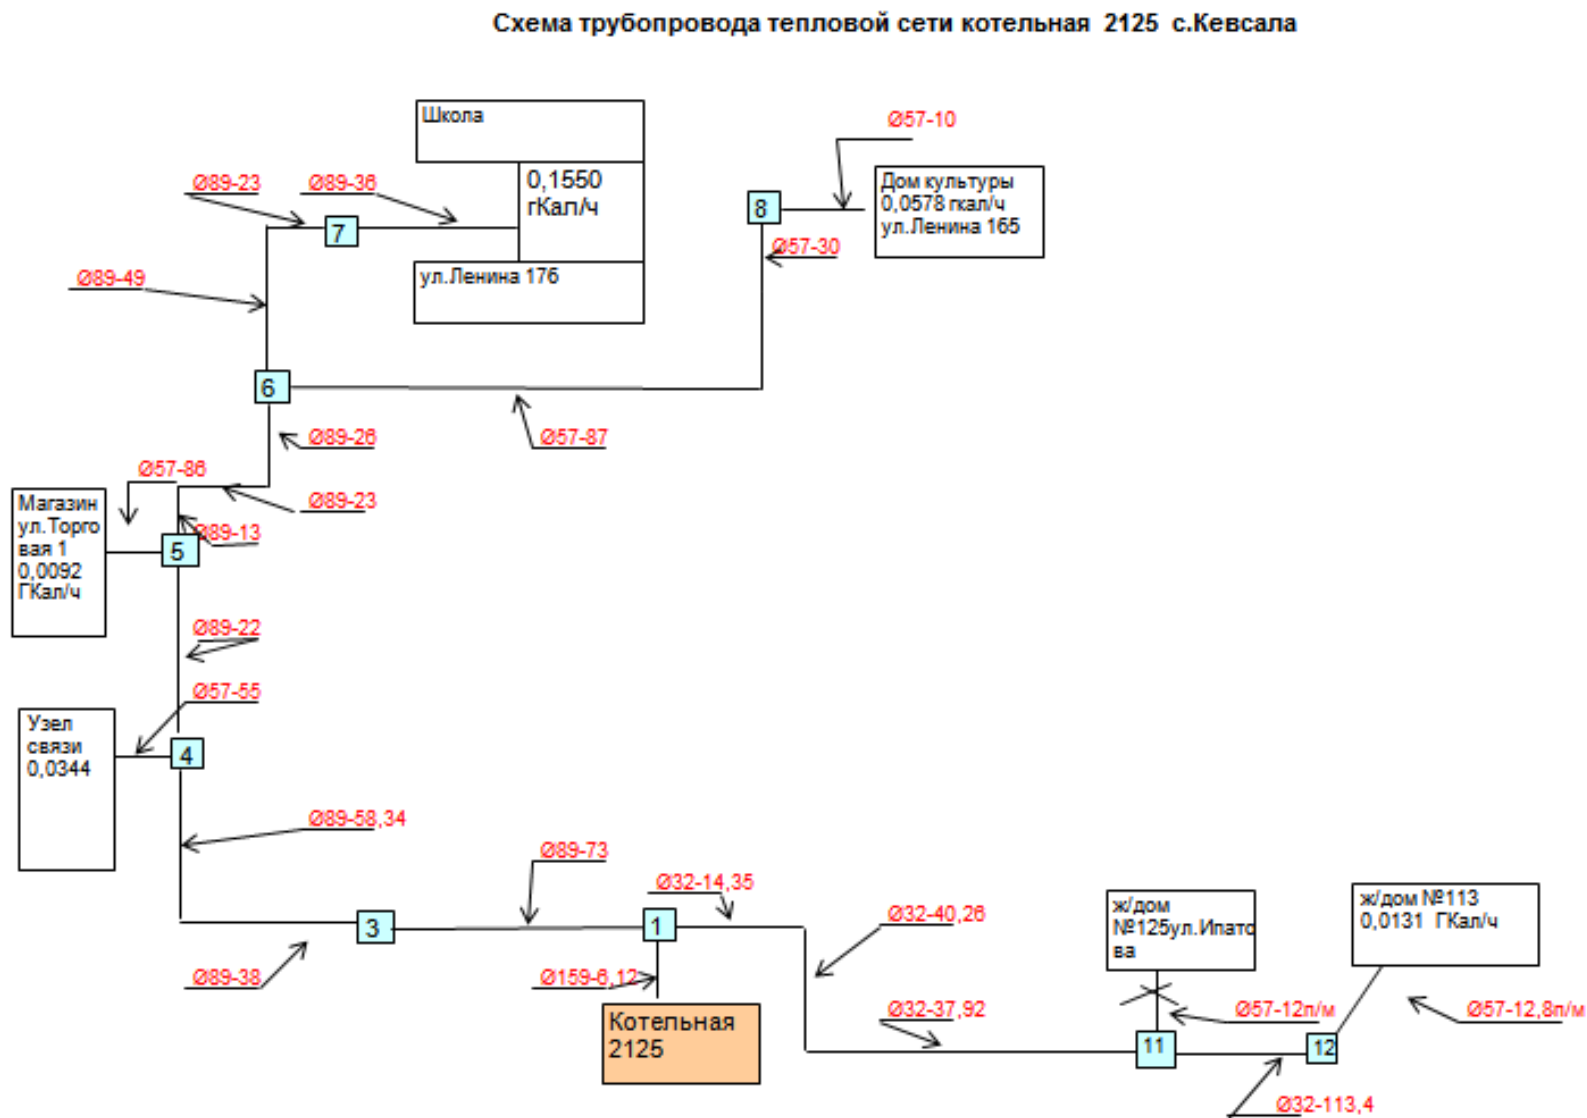 Схема трубопровода тепловой сети котельная 2125 с.Кевсала
Школа
Ø57-10
Ø89-23
Ø89-36
0,1550
гКал/ч
Дом культуры
0,0578 гкал/ч
ул.Ленина 165
8
7
Ø57-30
Ø89-49
ул.Ленина 176
6
Ø89-26
Ø57-87
Ø57-86
Магазин
ул.Торго
вая 1
0,0092
ГКал/ч
Ø89-23
Ø89-13
5
Ø89-22
Ø57-55
Узел
связи
0,0344
4
Ø89-58,34
Ø89-73
Ø32-14,35
3
1
Ø32-40,26
ж/дом
№125ул.Ипато
ва
ж/дом №113
0,0131 ГКал/ч
Ø89-38
Ø159-6,12
Ø32-37,92
Ø57-12п/м
Ø57-12,8п/м
Котельная
2125
11
12
Ø32-113,4